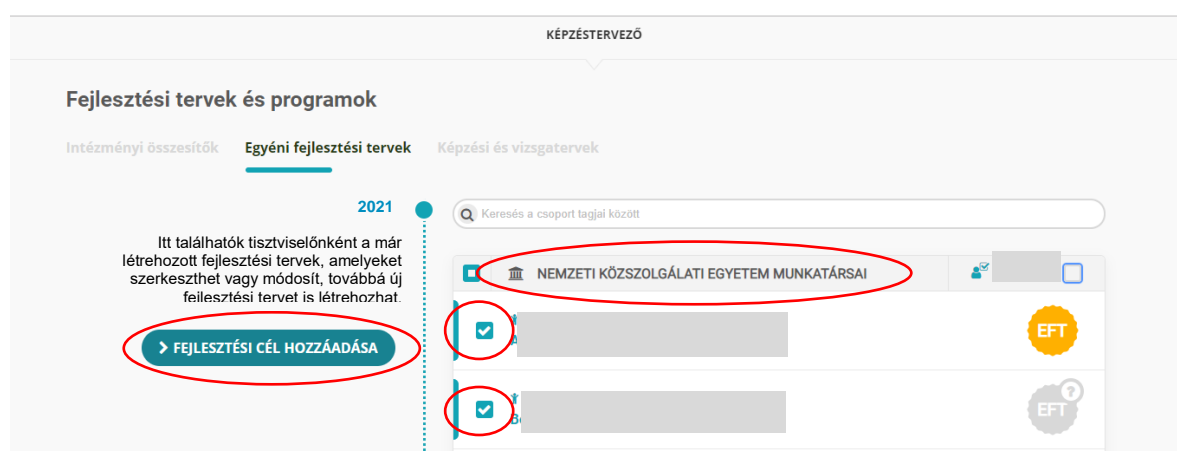 KÉPZÉSTERVEZŐ
Fejlesztési tervek és programok
Intézményi összesítők Egyéni fejlesztési tervek Képzési és vizsgatervek
2021
Keresés a csoport tagjai között
Itt találhatók tisztviselőnként a már
létrehozott fejlesztési tervek, amelyeket
szerkeszthet vagy módosít, továbbá új
fejlesztési tervet is létrehozhat.
FEJLESZTÉSI CÉL HOZZÁADÁSA
NEMZETI KÖZSZOLGÁLATI EGYETEM MUNKATÁRSAI
EFT
EFT ?